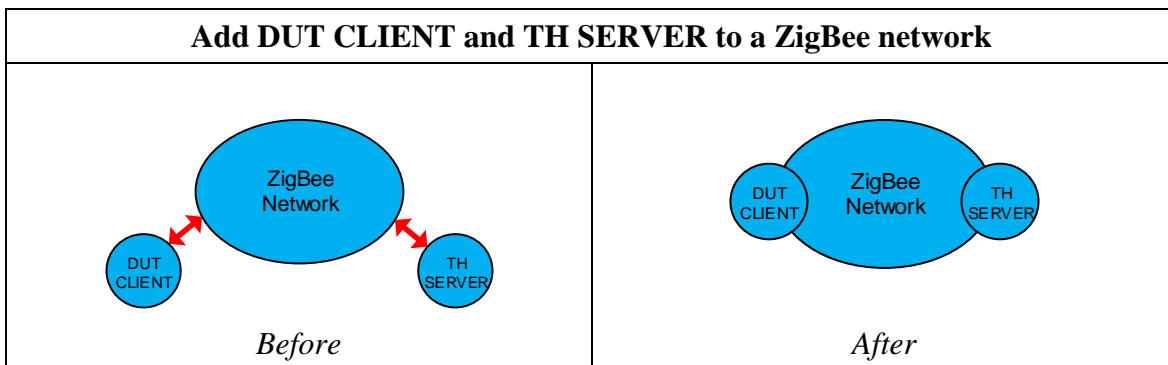 Add DUT CLIENT and TH SERVER to a ZigBee network
ZigBee
Network
DUT
CLIENT
TH
SERVER
Before
DUT
CLIENT
ZigBee
Network
TH
SERVER
After